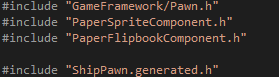 #include "GameFramework/Pawn.h"
#include "PaperSpriteComponent.h"
#include "PaperFlipbookComponent.h"
#include "ShipPawn.generated.h"